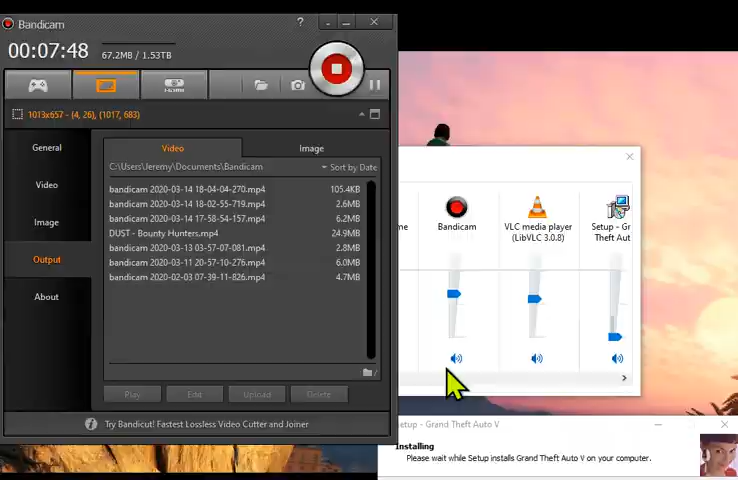 Bandicam
?
00:07:48
67.2MB / 1.53TB
HDMI
1013x657 - (4, 26), (1017, 683)
General
Video
Image
Output
About
Video
Image
C:\Users\Jeremy\Documents\Bandicam
Sort by Date
bandicam 2020-03-14 18-04-04-270.mp4 105.4KB
bandicam 2020-03-14 18-02-55-719.mp4 2.6MB
bandicam 2020-03-14 17-58-54-157.mp4 6.2MB
DUST - Bounty Hunters.mp4 24.9MB
bandicam 2020-03-13 03-57-07-081.mp4 2.8MB
bandicam 2020-03-11 20-57-10-276.mp4 6.0MB
bandicam 2020-02-03 07-39-11-826.mp4 4.7MB
Play
Edit
Upload
Delete
Try Bandicut! Fastest Lossless Video Cutter and Joiner
me
Bandicam
VLC media player
(LibVLC 3.0.8)
Setup - Gr
Theft Aut
Setup - Grand Theft Auto V
Installing
Please wait while Setup installs Grand Theft Auto V on your computer.